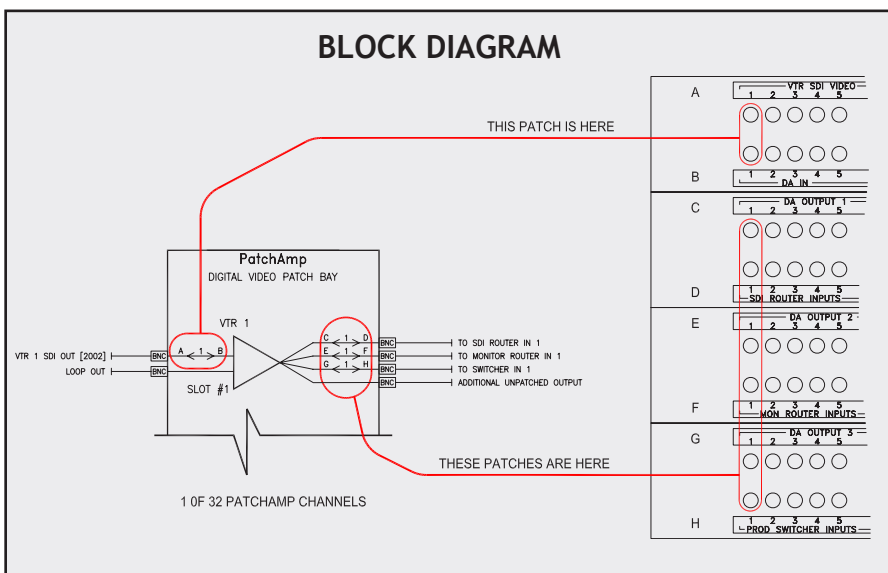 BLOCK DIAGRAM
THIS PATCH IS HERE
PatchAmp
DIGITAL VIDEO PATCH BAY
VTR 1
VTR 1 SDI OUT [2002]
BNC
A
1
B
LOOP OUT
BNC
SLOT #1
C 1 D
E 1 F
G 1 H
BNC
BNC
BNC
BNC
TO SDI ROUTER IN 1
TO MONITOR ROUTER IN 1
TO SWITCHER IN 1
ADDITIONAL UNPATCHED OUTPUT
THESE PATCHES ARE HERE
1 0F 32 PATCHAMP CHANNELS
A
VTR SDI VIDEO
1 2 3 4 5
B
1 2 3 4 5
DA IN
C
DA OUTPUT 1
1 2 3 4 5
D
1 2 3 4 5
SDI ROUTER INPUTS
E
DA OUTPUT 2
1 2 3 4 5
F
1 2 3 4 5
MON ROUTER INPUTS
G
DA OUTPUT 3
1 2 3 4 5
H
1 2 3 4 5
PROD SWITCHER INPUTS